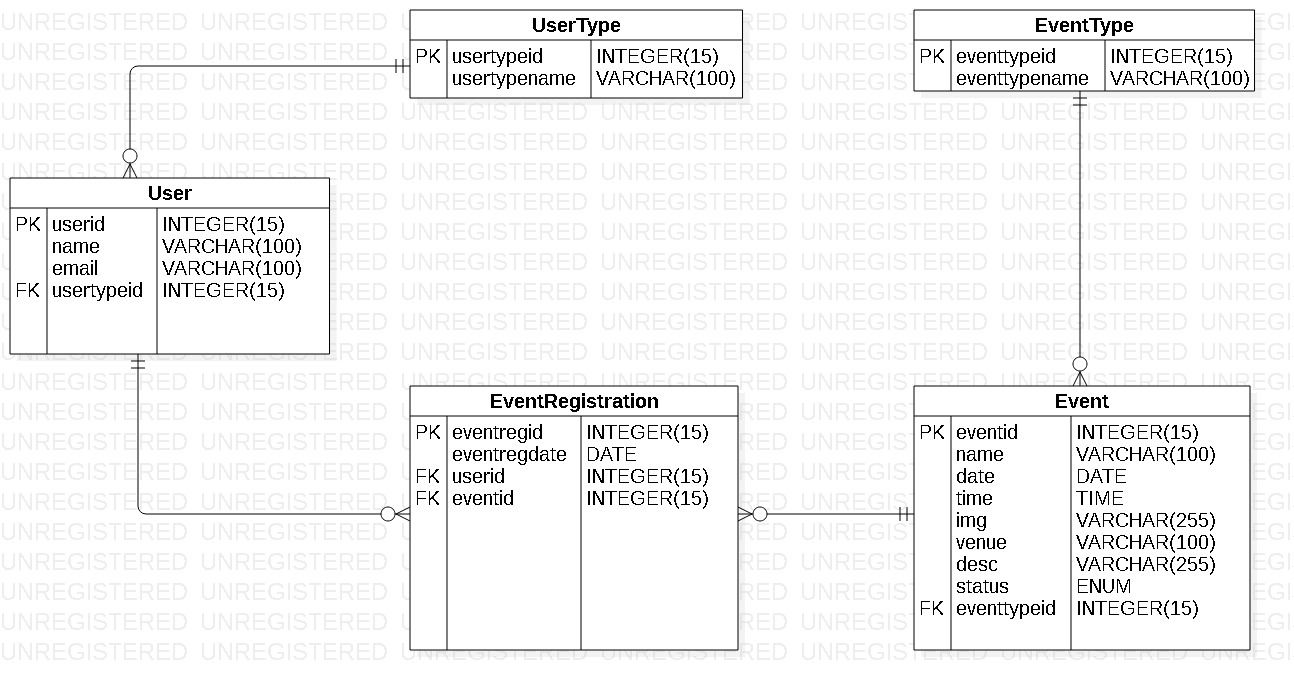 UserType
PK usertypeid INTEGER(15)
usertypename VARCHAR(100)
EventType
PK eventtypeid INTEGER(15)
eventtypename VARCHAR(100)
User
PK userid INTEGER(15)
name VARCHAR(100)
email VARCHAR(100)
FK usertypeid INTEGER(15)
EventRegistration
PK eventregid INTEGER(15)
eventregdate DATE
FK userid INTEGER(15)
FK eventid INTEGER(15)
Event
PK eventid INTEGER(15)
name VARCHAR(100)
date DATE
time TIME
img VARCHAR(255)
venue VARCHAR(100)
desc VARCHAR(255)
status ENUM
FK eventtypeid INTEGER(15)
UNREGISTERED